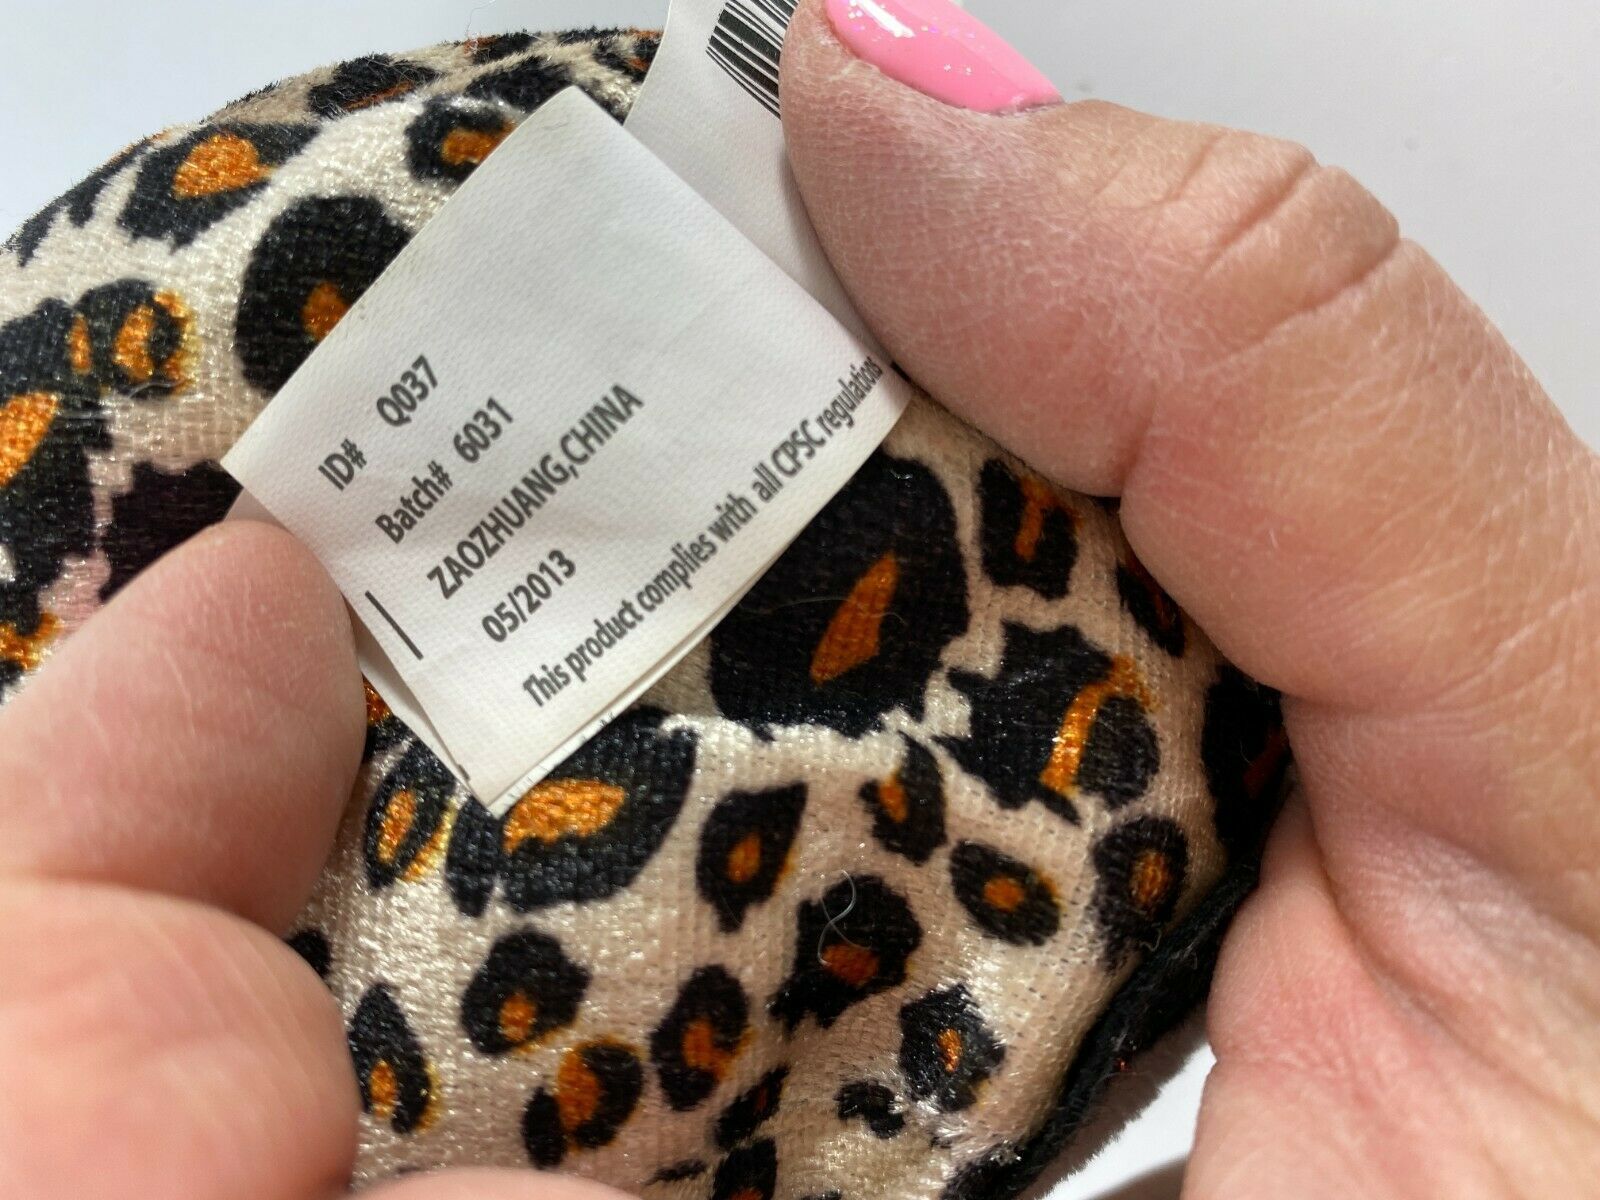 ID# Q037
Batch# 6031
ZAOZHUANG,CHINA
05/2013
This product complies with all CPSC regulations